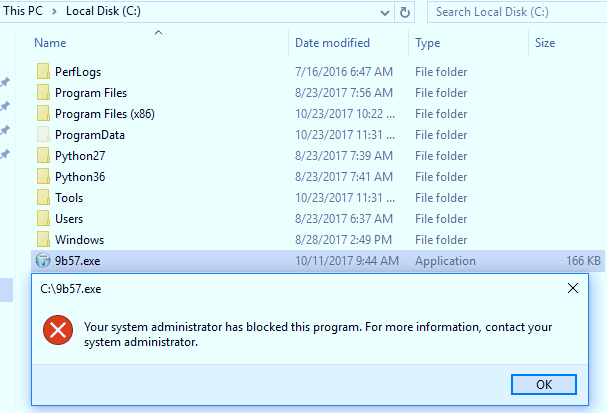 This PC > Local Disk (C:) Search Local Disk (C:)
Name Date modified Type Size
PerfLogs 7/16/2016 6:47 AM File folder
Program Files 8/23/2017 7:56 AM File folder
Program Files (x86) 10/23/2017 10:22 ... File folder
ProgramData 10/23/2017 11:31 ... File folder
Python27 8/23/2017 7:39 AM File folder
Python36 8/23/2017 7:41 AM File folder
Tools 10/23/2017 11:31 ... File folder
Users 8/23/2017 6:37 AM File folder
Windows 8/28/2017 2:49 PM File folder
9b57.exe 10/11/2017 9:44 AM Application 166 KB
C:\9b57.exe
Your system administrator has blocked this program. For more information, contact your
system administrator.
OK